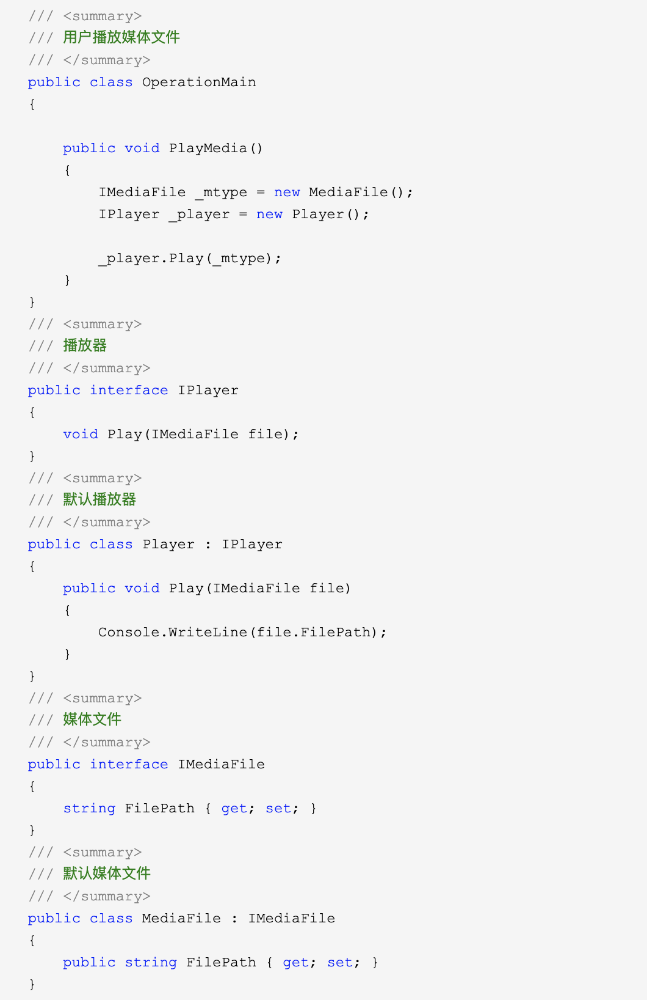 /// <summary>
/// 用户播放媒体文件
/// </summary>
public class OperationMain
{
public void PlayMedia()
{
IMediaFile _mtype = new MediaFile();
IPlayer _player = new Player();
_player.Play(_mtype);
}
}
/// <summary>
/// 播放器
/// </summary>
public interface IPlayer
{
void Play(IMediaFile file);
}
/// <summary>
/// 默认播放器
/// </summary>
public class Player : IPlayer
{
public void Play(IMediaFile file)
{
Console.WriteLine(file.FilePath);
}
}
/// <summary>
/// 媒体文件
/// </summary>
public interface IMediaFile
{
string FilePath { get; set; }
}
/// <summary>
/// 默认媒体文件
/// </summary>
public class MediaFile : IMediaFile
{
public string FilePath { get; set; }
}